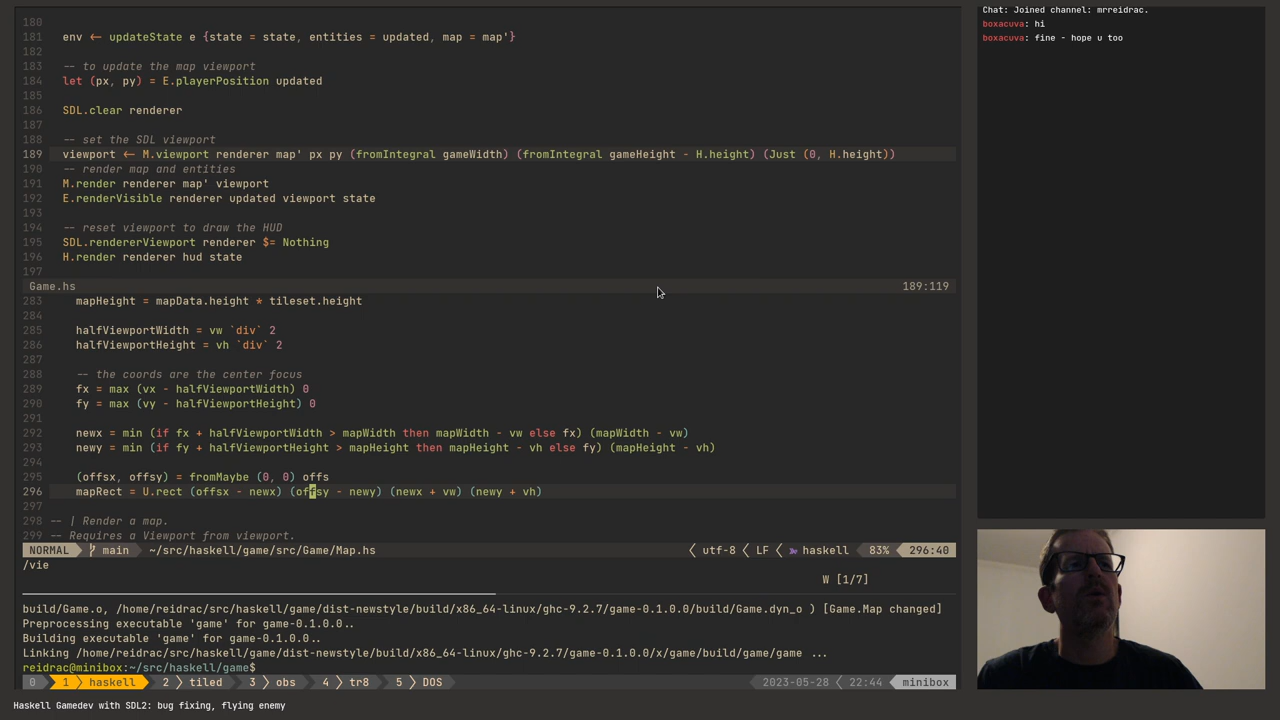 180
181 env <- updateState e {state = state, entities = updated, map = map'}
182
183 -- to update the map viewport
184 let (px, py) = E.playerPosition updated
185
186 SDL.clear renderer
187
188 -- set the SDL viewport
189 viewport <- M.viewport renderer map' px py (fromIntegral gameWidth) (fromIntegral gameHeight - H.height) (Just (0, H.height))
190 -- render map and entities
191 M.render renderer map' viewport
192 E.renderVisible renderer updated viewport state
193
194 -- reset viewport to draw the HUD
195 SDL.rendererViewport renderer $= Nothing
196 H.render renderer hud state
197
Game.hs 189:119
283 mapHeight = mapData.height * tileset.height
284
285 halfViewportWidth = vw `div` 2
286 halfViewportHeight = vh `div` 2
287
288 -- the coords are the center focus
289 fx = max (vx - halfViewportWidth) 0
290 fy = max (vy - halfViewportHeight) 0
291
292 newx = min (if fx + halfViewportWidth > mapWidth then mapWidth - vw else fx) (mapWidth - vw)
293 newy = min (if fy + halfViewportHeight > mapHeight then mapHeight - vh else fy) (mapHeight - vh)
294
295 (offsx, offsy) = fromMaybe (0, 0) offs
296 mapRect = U.rect (offsx - newx) (offsy - newy) (newx + vw) (newy + vh)
297
298 -- | Render a map.
299 -- Requires a Viewport from viewport.
NORMAL main ~/src/haskell/game/src/Game/Map.hs utf-8 LF haskell 83% 296:40
/vie
W [1/7]
build/Game.o, /home/reidrac/src/haskell/game/dist-newstyle/build/x86_64-linux/ghc-9.2.7/game-0.1.0.0/build/Game.dyn_o ) [Game.Map changed]
Preprocessing executable 'game' for game-0.1.0.0..
Building executable 'game' for game-0.1.0.0..
Linking /home/reidrac/src/haskell/game/dist-newstyle/build/x86_64-linux/ghc-9.2.7/game-0.1.0.0/x/game/build/game/game ...
reidrac@minibox:~/src/haskell/game$
0 1 haskell 2 tiled 3 obs 4 tr8 5 DOS 2023-05-28 22:44 minibox
Haskell Gamedev with SDL2: bug fixing, flying enemy
Chat: Joined channel: mrreidrac.
boxacuva: hi
boxacuva: fine - hope u too